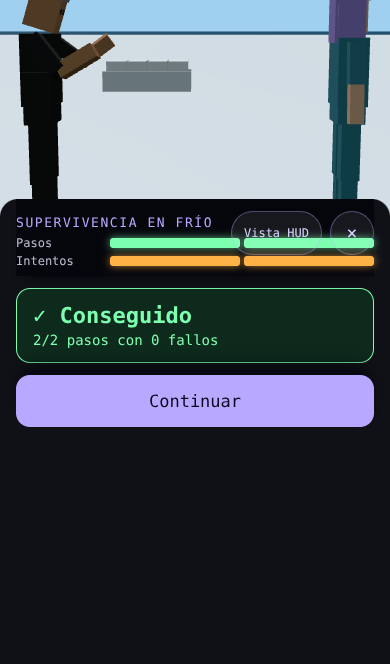 SUPERVIVENCIA EN FRÍO
Vista HUD
✕
Pasos
Intentos
✓ Conseguido
2/2 pasos con 0 fallos
Continuar